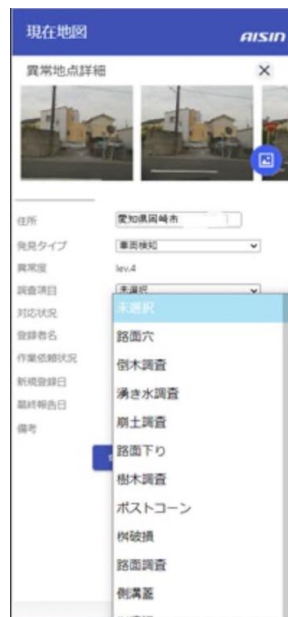 現在地図
AISIN
異常地点詳細
×
住所
愛知県岡崎市
発見タイプ
車両検知
異常度
lev.4
調査項目
未選択
対応状況
登録者名
作業依頼状況
新規登録日
最終報告日
備考
未選択
路面穴
倒木調査
湧き水調査
崩土調査
路面下り
樹木調査
ポストコーン
桝破損
路面調査
側溝蓋